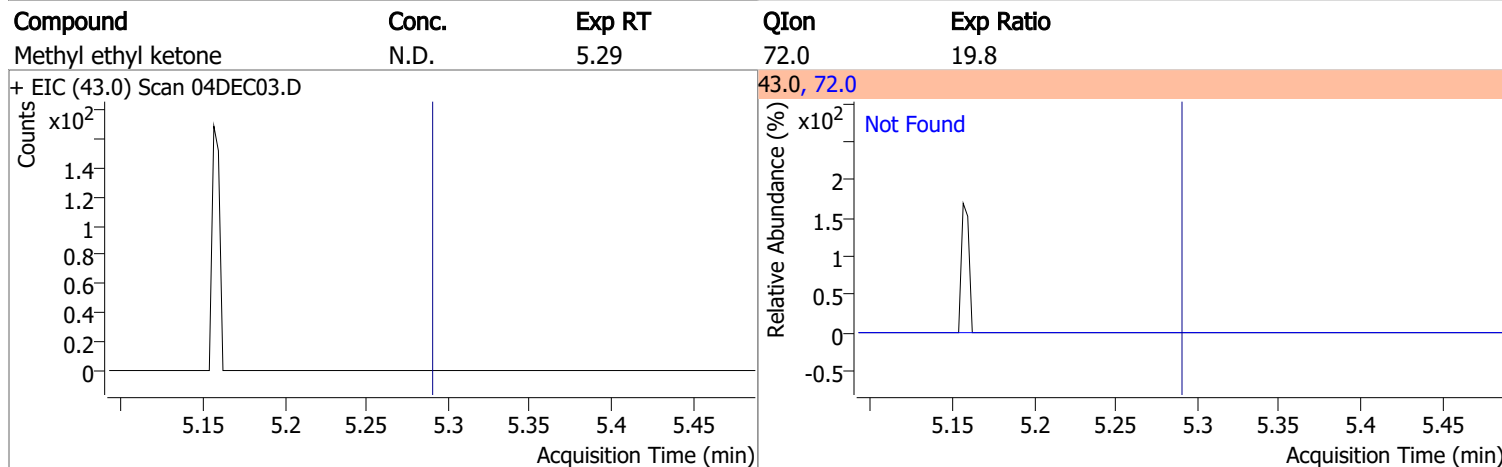 Compound Conc. Exp RT QIon Exp Ratio
Methyl ethyl ketone N.D. 5.29 72.0 19.8
+ EIC (43.0) Scan 04DEC03.D
Counts
x10²
1.4
1.2
1
0.8
0.6
0.4
0.2
0
5.15 5.2 5.25 5.3 5.35 5.4 5.45
Acquisition Time (min)
43.0, 72.0
Relative Abundance (%)
x10²
Not Found
2
1.5
1
0.5
0
-0.5
5.15 5.2 5.25 5.3 5.35 5.4 5.45
Acquisition Time (min)